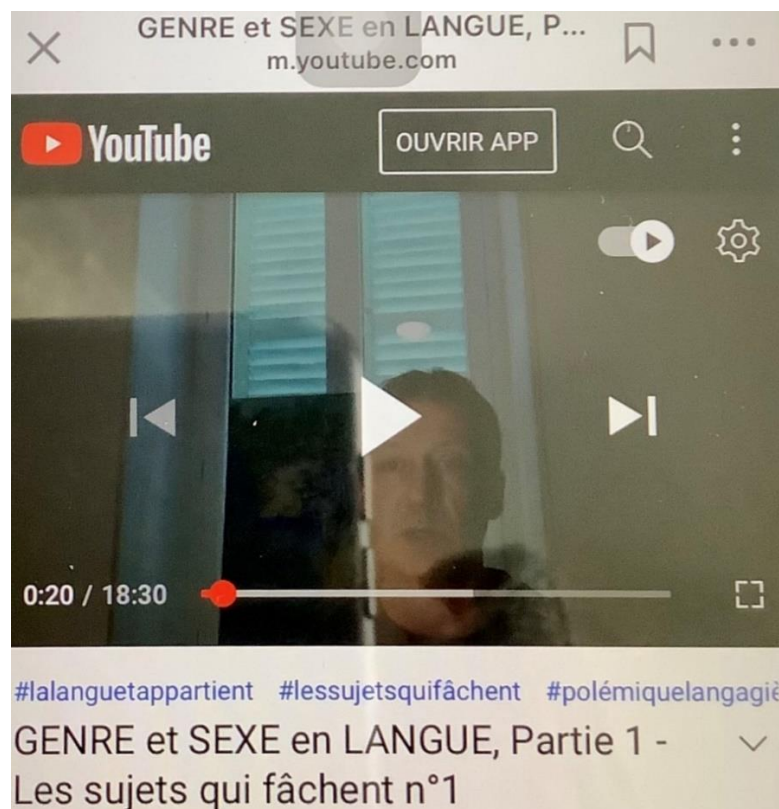 GENRE et SEXE en LANGUE, P...
m.youtube.com
YouTube
OUVRIR APP
0:20 / 18:30
#lalanguetappartient #lessujetsquifâchent #polémiquelangagiè
GENRE et SEXE en LANGUE, Partie 1 -
Les sujets qui fâchent n°1